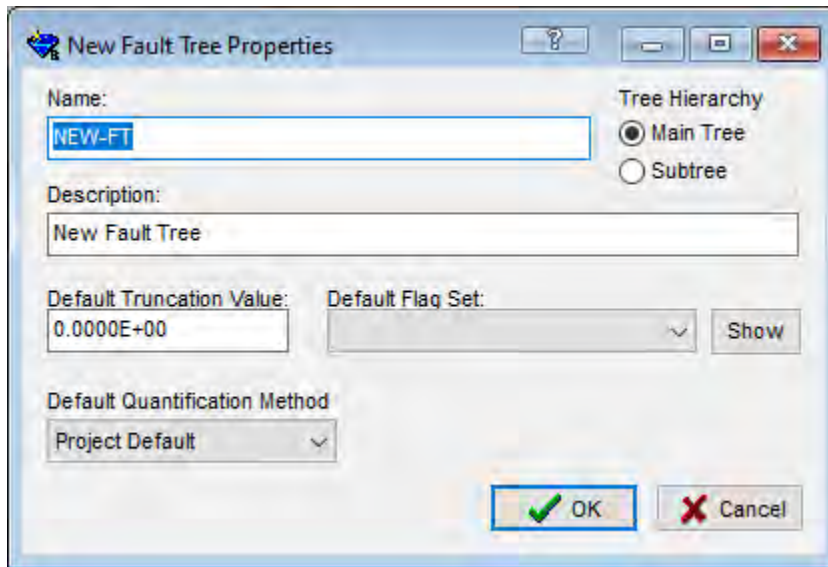 New Fault Tree Properties
?
Name:
Tree Hierarchy
NEW-FT
Main Tree
Subtree
Description:
New Fault Tree
Default Truncation Value:
Default Flag Set:
0.0000E+00
Show
Default Quantification Method
Project Default
OK
Cancel